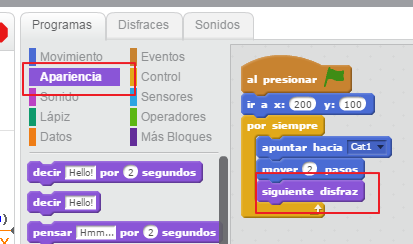 Programas
Disfraces
Sonidos
Movimiento
Eventos
Apariencia
Control
Sonido
Sensores
Lápiz
Operadores
Datos
Más Bloques
decir Hello! por 2 segundos
decir Hello!
pensar Hmm... por 2 segundos
al presionar
ir a x: 200 y: 100
por siempre
apuntar hacia Cat1
mover 2 pasos
siguiente disfraz